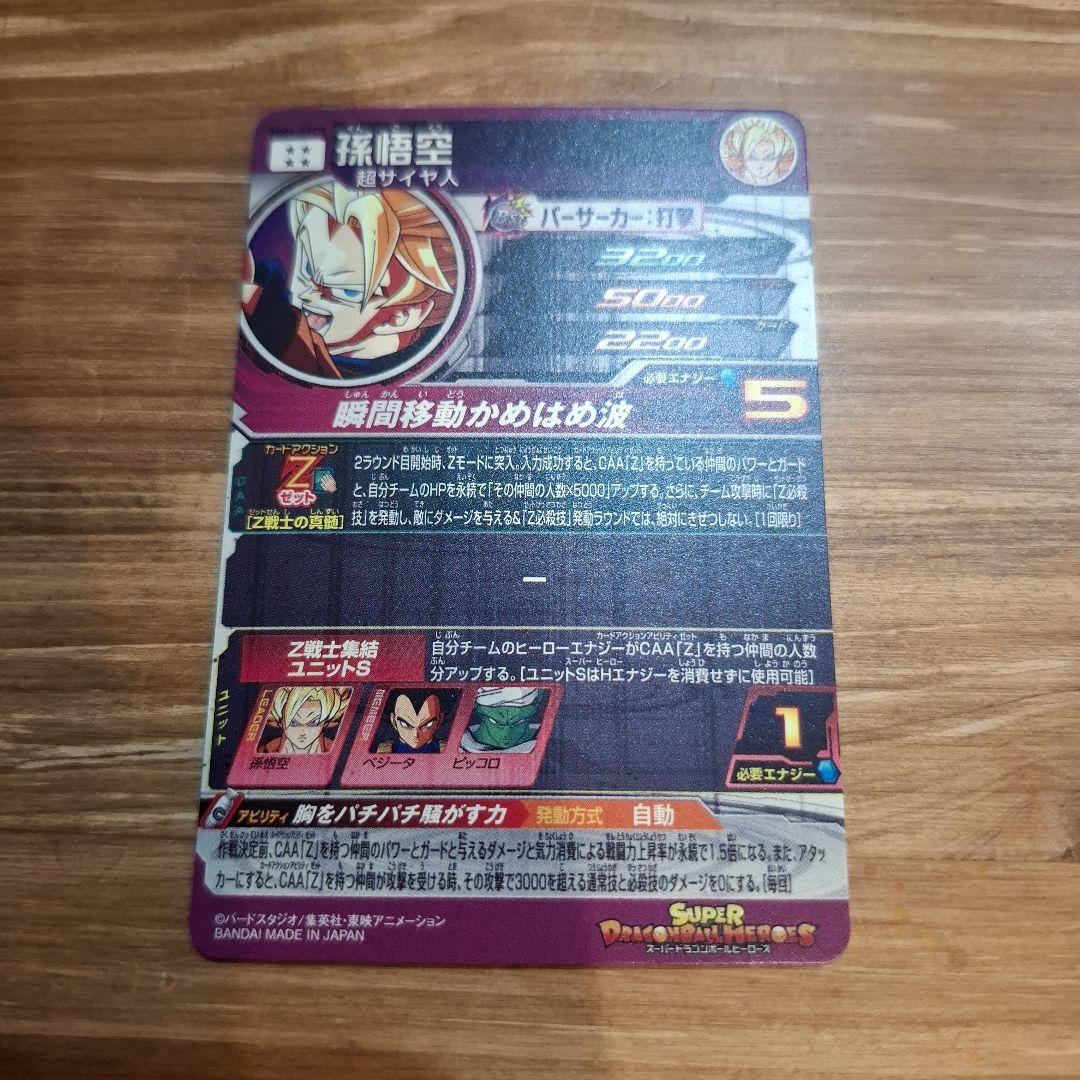 孫悟空
超サイヤ人
バーサーカー:打撃
3200
5000
カード
2200
必要エナジー
5
しゅん かん い どう
瞬間移動かめはめ波
CAA
カードアクション
Z
ゼット
[Z戦士の真髄]
2ラウンド目開始時、Zモードに突入。入力成功すると、CAA「Z」を持っている仲間のパワーとガード
と、自分チームのHPを永続で「その仲間の人数×5000」アップする。さらに、チーム攻撃時に「Z必殺
技」を発動し、敵にダメージを与える&「Z必殺技」発動ラウンドでは、絶対にきぜつしない。[1回限り]
ー
ユニット
Z戦士集結
ユニットS
自分チームのヒーローエナジーがCAA「Z」を持つ仲間の人数
分アップする。[ユニットSはHエナジーを消費せずに使用可能]
LEADER
孫悟空
MEMBER
ベジータ
ピッコロ
1
必要エナジー
アビリティ 胸をパチパチ騒がす力 発動方式 自動
作戦決定前、CAA「Z」を持つ仲間のパワーとガードと与えるダメージと気力消費による戦闘力上昇率が永続で1.5倍になる。また、アタッ
カーにすると、CAA「Z」を持つ仲間が攻撃を受ける時、その攻撃で3000を超える通常技と必殺技のダメージを0にする。[毎回]
©バードスタジオ/集英社・東映アニメーション
BANDAI MADE IN JAPAN
SUPER
DRAGONBALL HEROES
スーパードラゴンボールヒーローズ